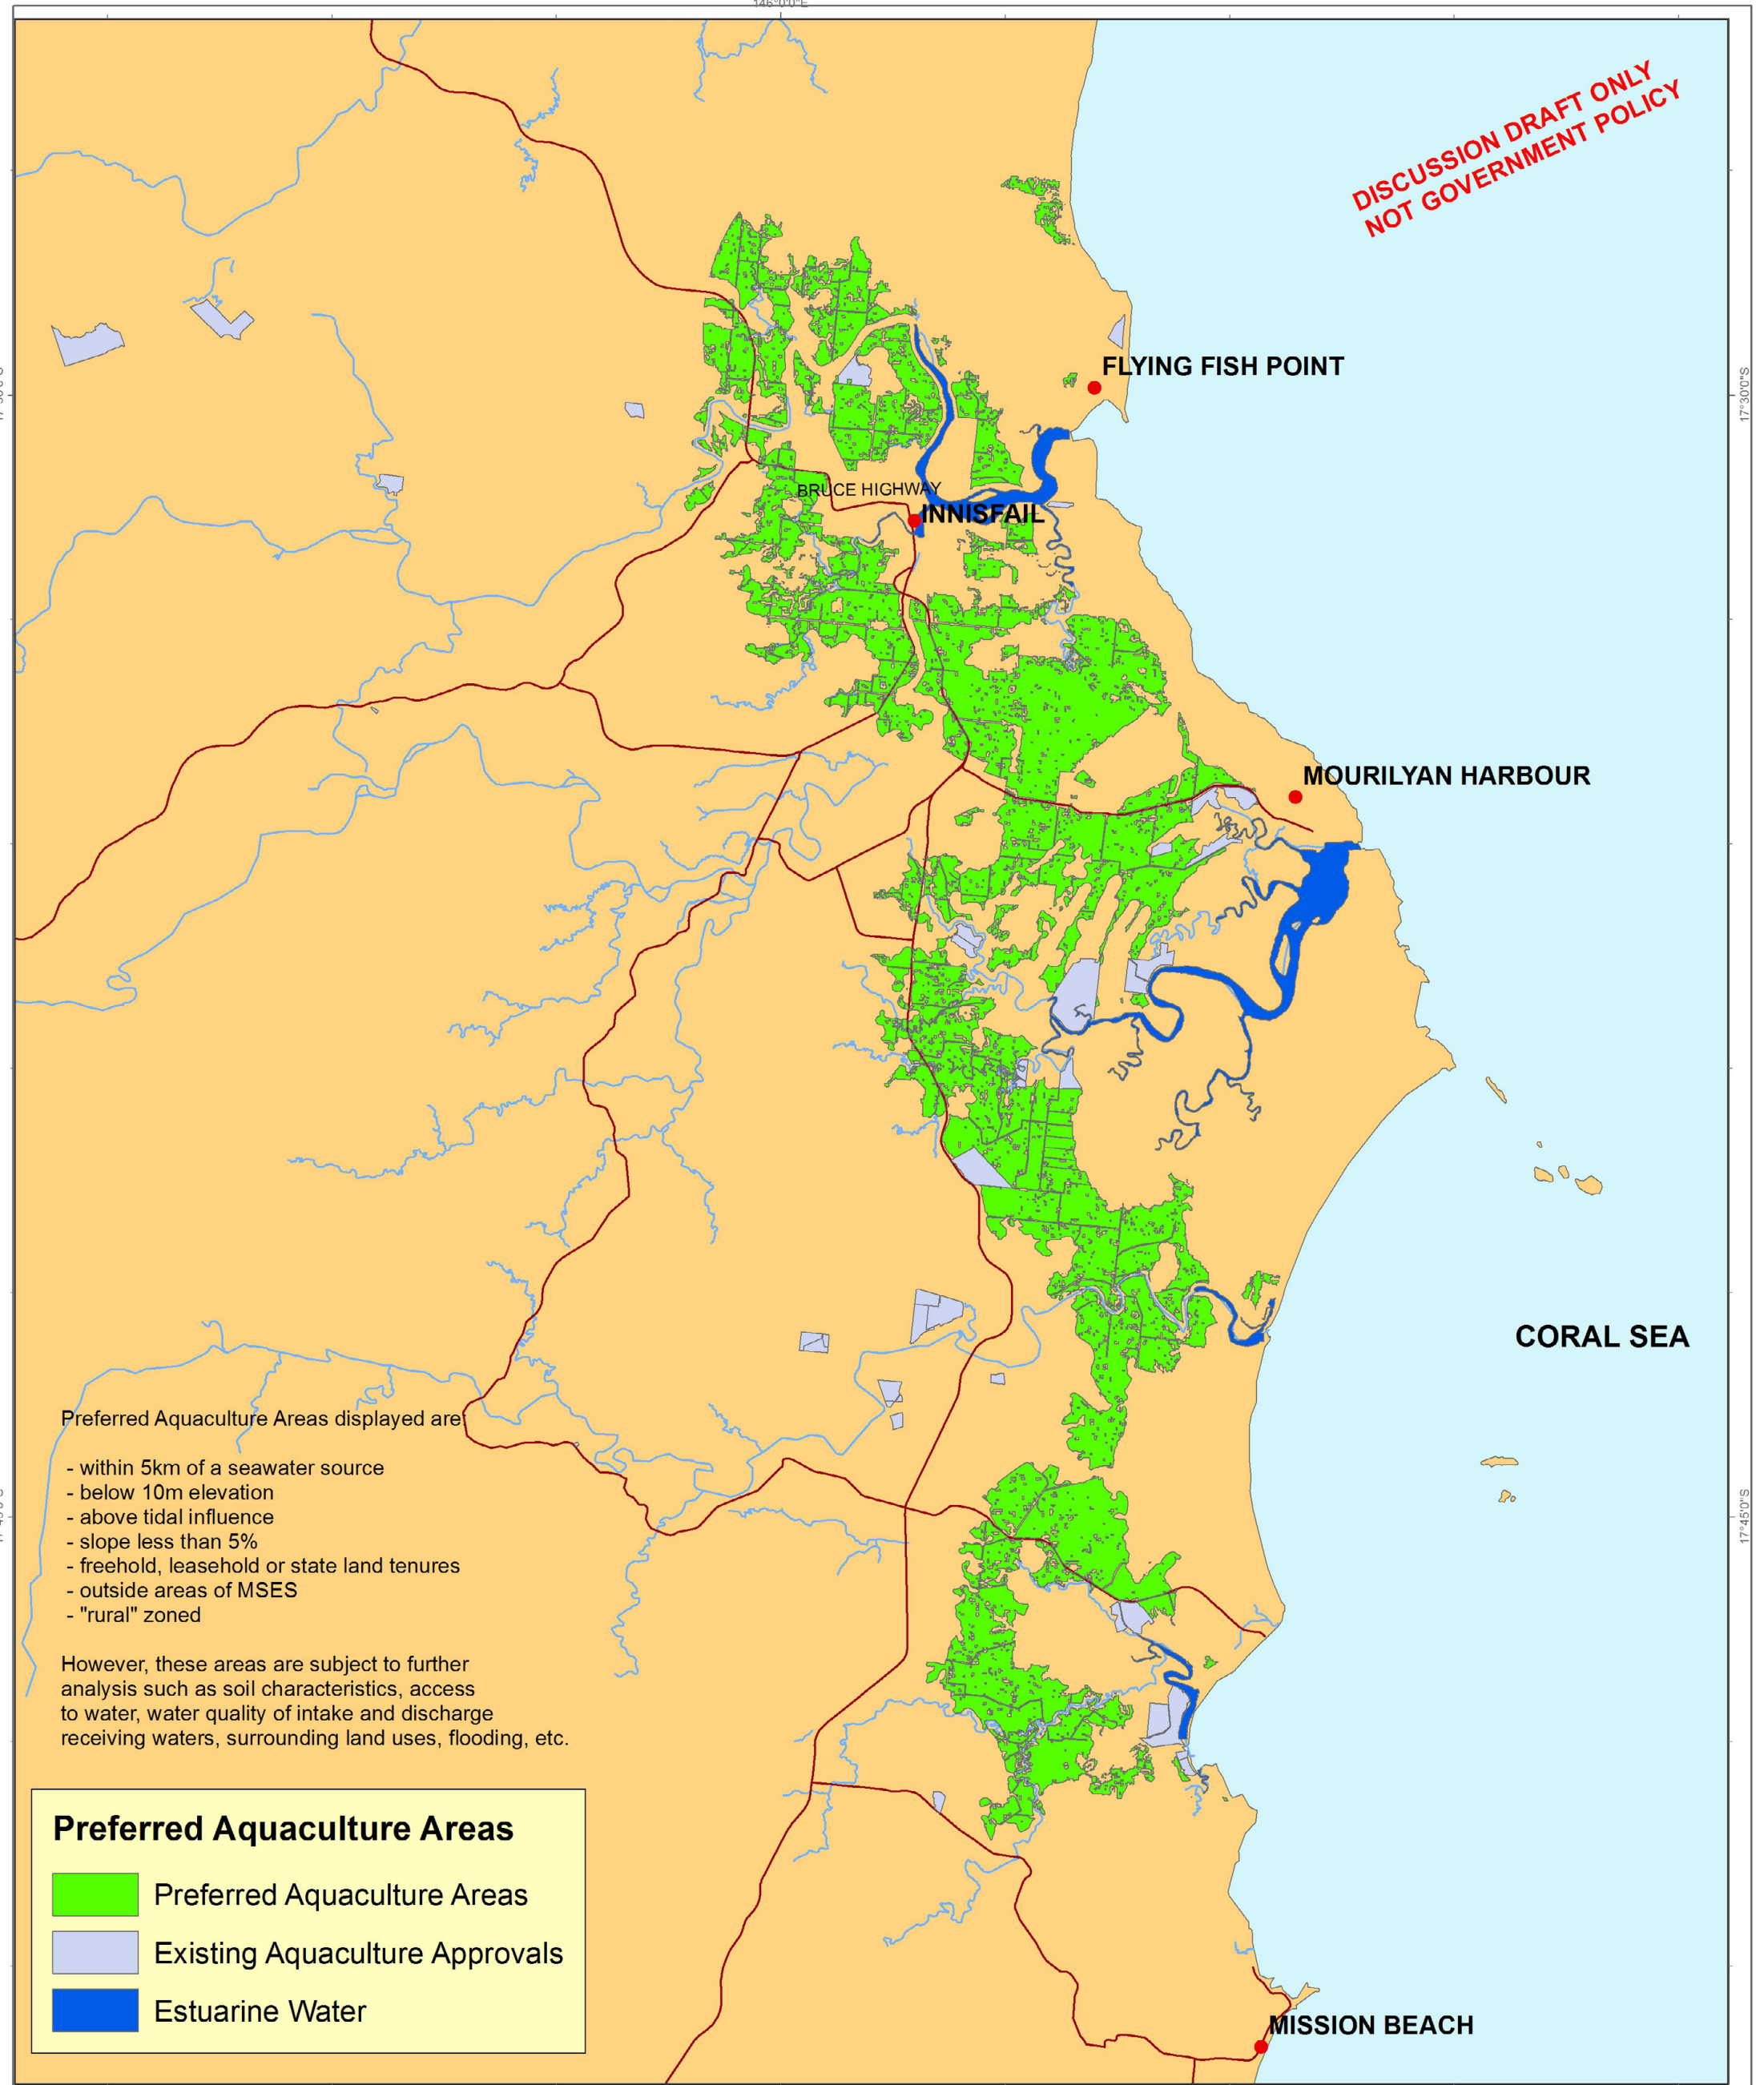 146°0'0"E
DISCUSSION DRAFT ONLY
NOT GOVERNMENT POLICY
FLYING FISH POINT
17°30'0"S
BRUCE HIGHWAY
INNISFAIL
MOURILYAN HARBOUR
CORAL SEA
Preferred Aquaculture Areas displayed are
- within 5km of a seawater source
- below 10m elevation
- above tidal influence
- slope less than 5%
- freehold, leasehold or state land tenures
- outside areas of MSES
- "rural" zoned
17°45'0"S
However, these areas are subject to further
analysis such as soil characteristics, access
to water, water quality of intake and discharge
receiving waters, surrounding land uses, flooding, etc.
Preferred Aquaculture Areas
Preferred Aquaculture Areas
Existing Aquaculture Approvals
Estuarine Water
MISSION BEACH